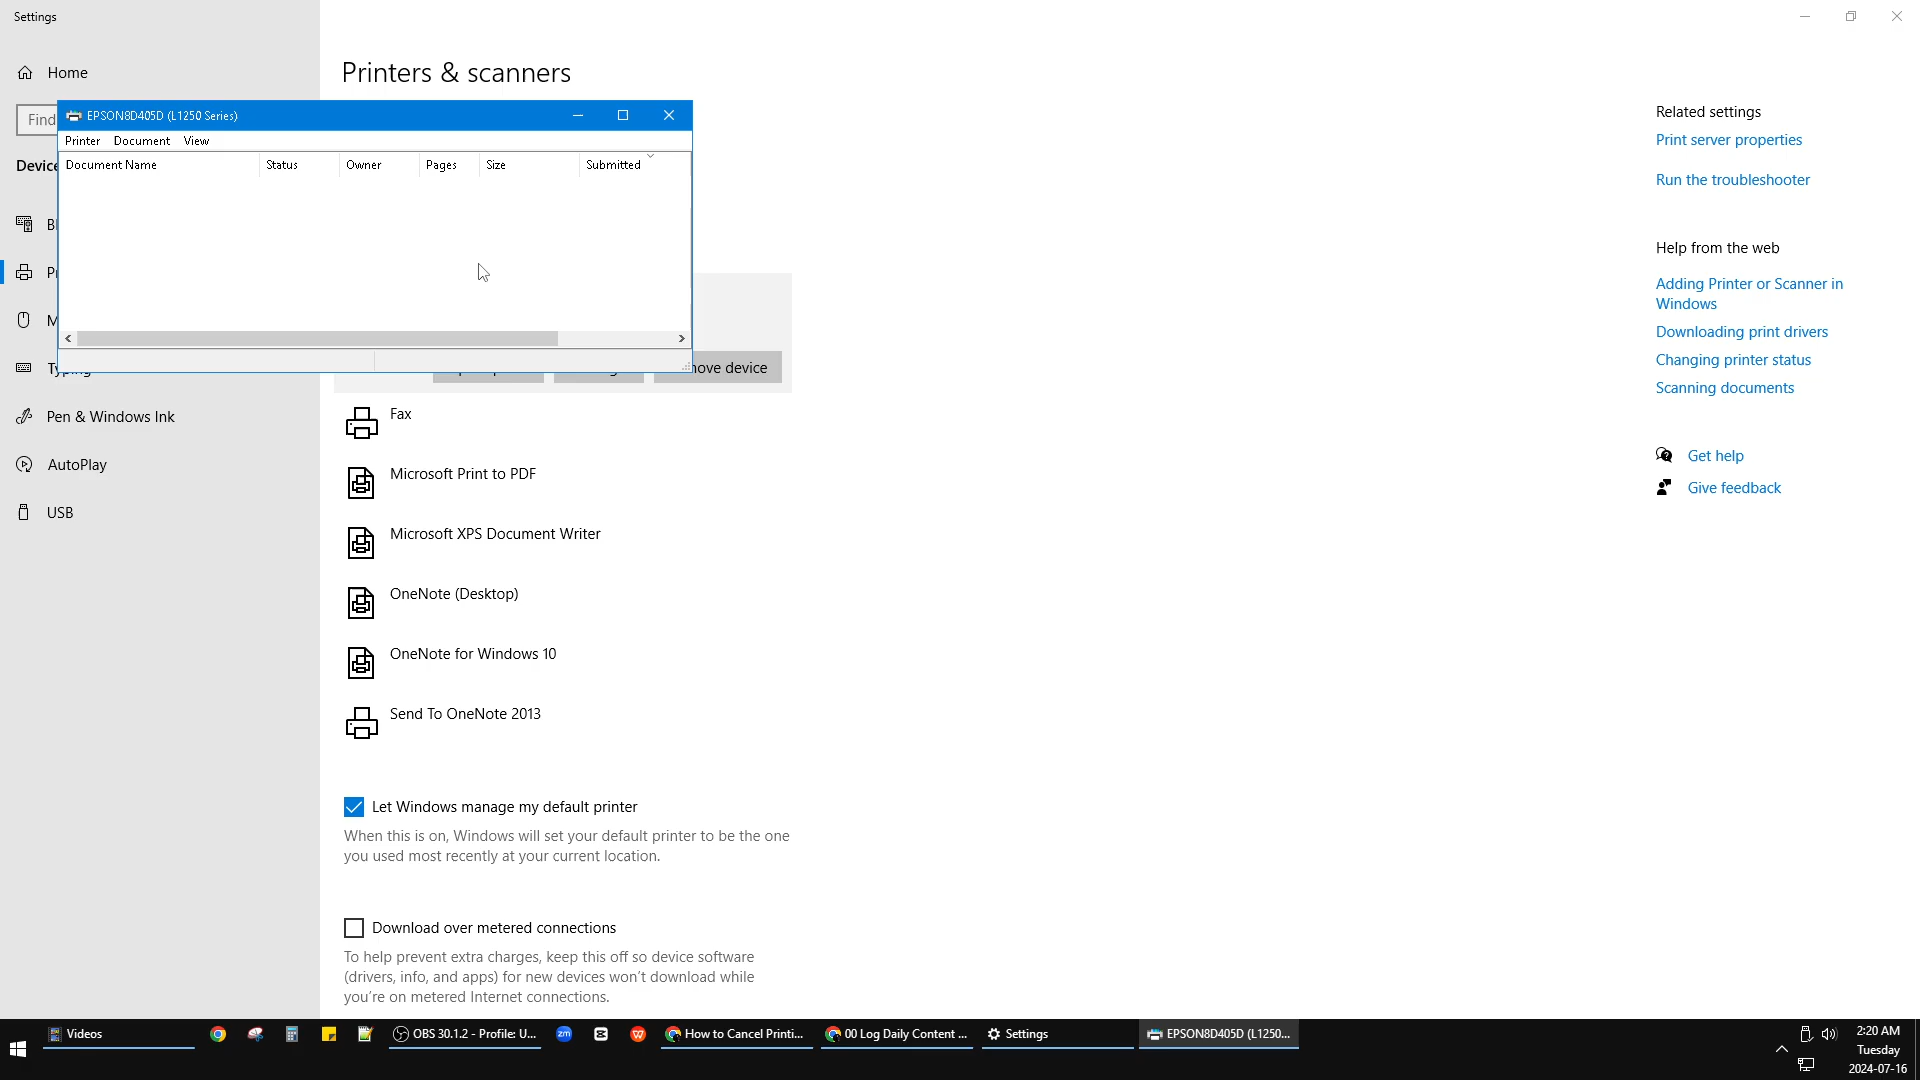 Settings
Home
Printers & scanners
Find
EPSON8D405D (L1250 Series)
Printer Document View
Document Name Status Owner Pages Size Submitted
Device
Typing
Pen & Windows Ink
AutoPlay
USB
move device
Fax
Microsoft Print to PDF
Microsoft XPS Document Writer
OneNote (Desktop)
OneNote for Windows 10
Send To OneNote 2013
Let Windows manage my default printer
When this is on, Windows will set your default printer to be the one
you used most recently at your current location.
Download over metered connections
To help prevent extra charges, keep this off so device software
(drivers, info, and apps) for new devices won't download while
you're on metered Internet connections.
Related settings
Print server properties
Run the troubleshooter
Help from the web
Adding Printer or Scanner in
Windows
Downloading print drivers
Changing printer status
Scanning documents
Get help
Give feedback
Videos
OBS 30.1.2 - Profile: U...
zm
How to Cancel Printi...
00 Log Daily Content ...
Settings
EPSON8D405D (L1250...
2:20 AM
Tuesday
2024-07-16